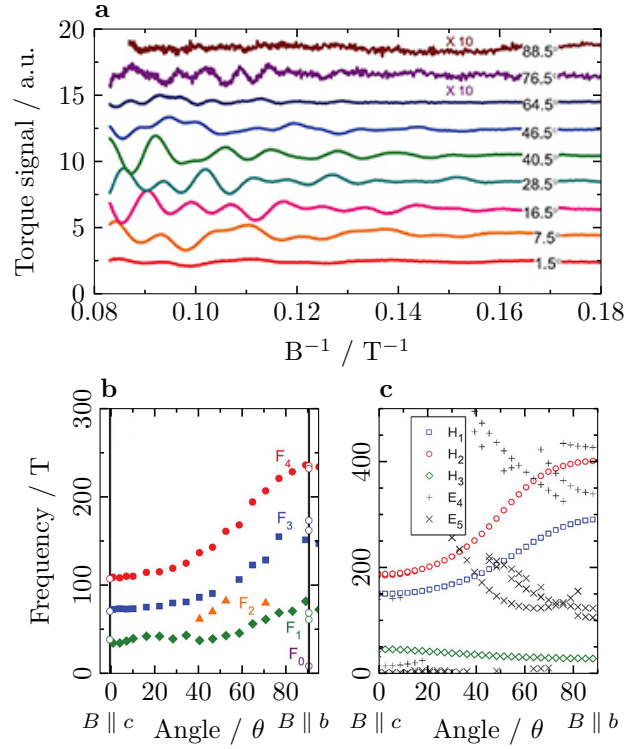 a
20
15
10
5
0
Torque signal / a.u.
X 10
88.5°
76.5°
X 10
64.5°
46.5°
40.5°
28.5°
16.5°
7.5°
1.5°
0.08 0.10 0.12 0.14 0.16 0.18
B⁻¹ / T⁻¹
b
300
200
100
0
Frequency / T
F₄
F₃
F₂
F₁
F₀
0 20 40 60 80
B ∥ c Angle / θ B ∥ b
c
400
200
0
H₁
H₂
H₃
E₄
E₅
0 20 40 60 80
B ∥ c Angle / θ B ∥ b